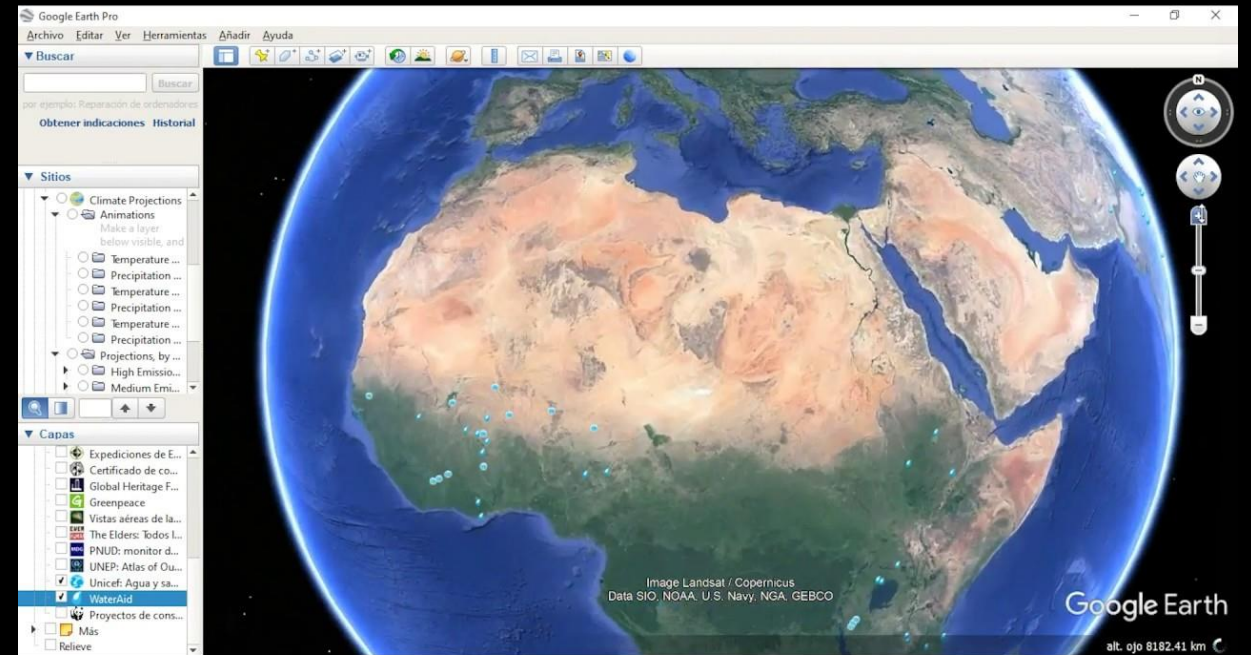 Google Earth Pro
Archivo Editar Ver Herramientas Añadir Ayuda
Buscar
Buscar
por ejemplo: Reparación de ordenadores
Obtener indicaciones Historial
Sitios
Climate Projections
Animations
Make a layer
below visible, and
Temperature ...
Precipitation ...
Temperature ...
Precipitation ...
Temperature ...
Precipitation ...
Projections, by ...
High Emissio...
Medium Emi...
Capas
Expediciones de E...
Certificado de co...
Global Heritage F...
Greenpeace
Vistas aéreas de la...
The Elders: Todos l...
PNUD: monitor d...
UNEP: Atlas of Ou...
Unicef: Agua y sa...
WaterAid
Proyectos de cons...
Más
Relieve
N
Image Landsat / Copernicus
Data SIO, NOAA, U.S. Navy, NGA, GEBCO
Google Earth
alt. ojo 8182.41 km